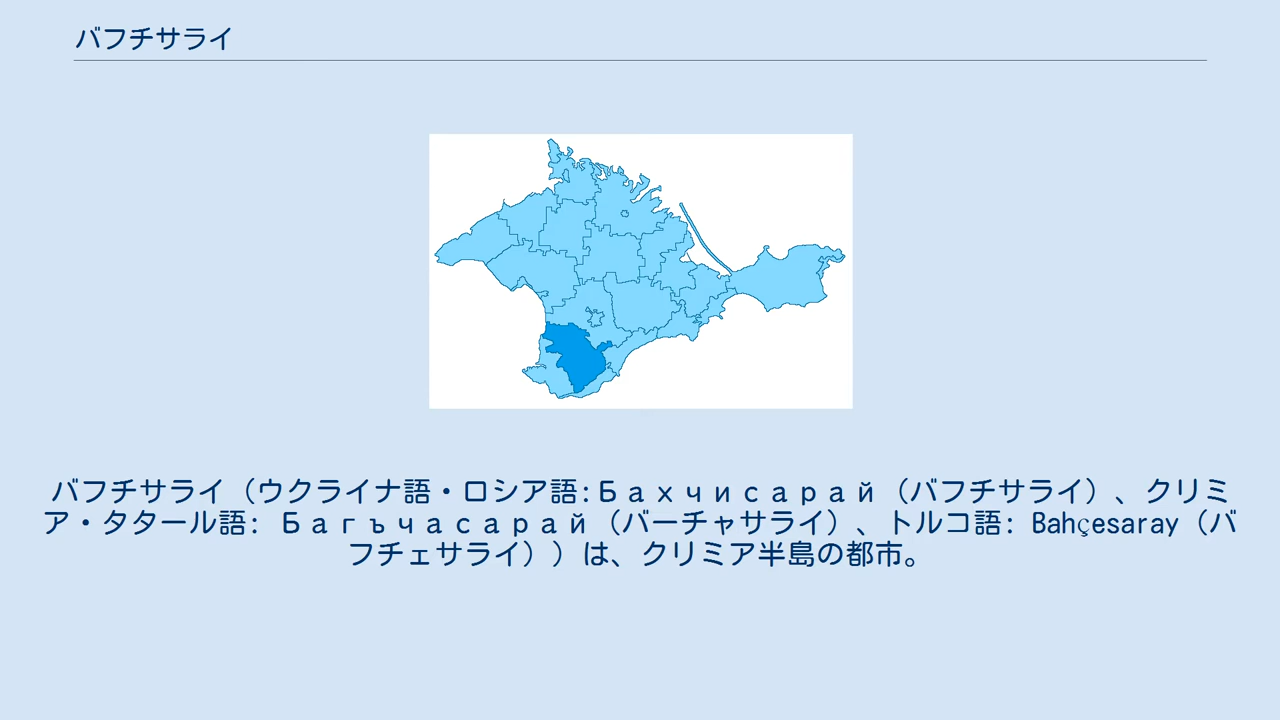 バフチサライ
バフチサライ（ウクライナ語・ロシア語:Бахчисарай（バフチサライ）、クリミ
ア・タタール語: Багъчасарай（バーチャサライ）、トルコ語: Bahçesaray（バ
フチェサライ））は、クリミア半島の都市。